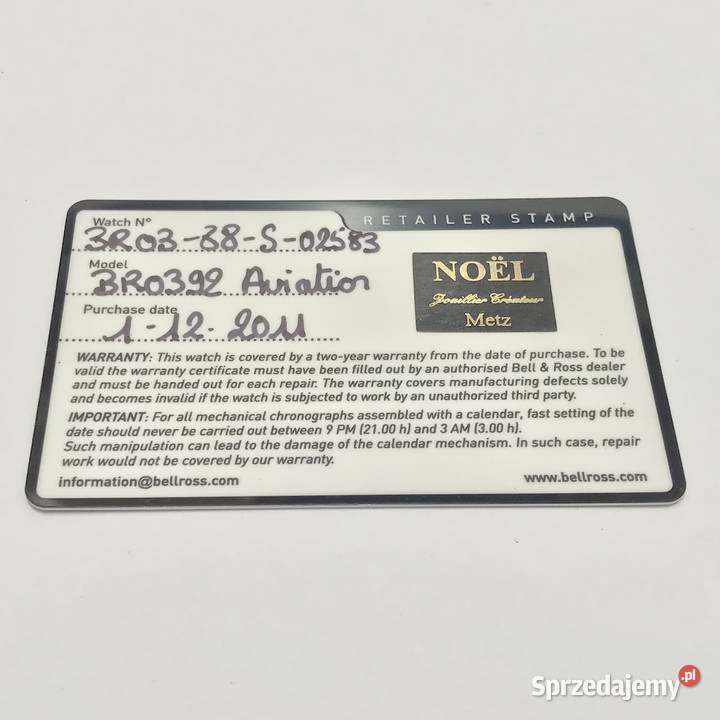 RETAILER STAMP
Watch Nº
BR03-88-S-02583
Model
BR0392 Aviation
Purchase date
1-12-2011
NOËL
Joaillier Créateur
Metz
WARRANTY: This watch is covered by a two-year warranty from the date of purchase. To be
valid the warranty certificate must have been filled out by an authorised Bell & Ross dealer
and must be handed out for each repair. The warranty covers manufacturing defects solely
and becomes invalid if the watch is subjected to work by an unauthorized third party.
IMPORTANT: For all mechanical chronographs assembled with a calendar, fast setting of the
date should never be carried out between 9 PM (21.00 h) and 3 AM (3.00 h).
Such manipulation can lead to the damage of the calendar mechanism. In such case, repair
work would not be covered by our warranty.
information@bellross.com
www.bellross.com
Sprzedajemy.pl